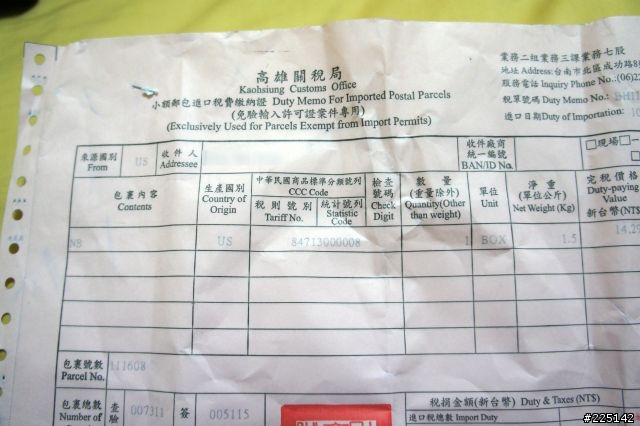 高雄關稅局
Kaohsiung Customs Office
小額郵包進口稅費繳納證 Duty Memo For Imported Postal Parcels
(免驗輸入許可證案件專用)
(Exclusively Used for Parcels Exempt from Import Permits)
業務二組業務三課業務七股
地址 Address:台南市北區成功路8
服務電話 Inquiry Phone No.:(06)2
稅單號碼 Duty Memo No.:
進口日期 Duty of Importation: 10
來源國別 From US
收件人 Addressee
收件廠商統一編號 BAN/ID No.
□現場
包裹內容 Contents
生產國別 Country of Origin
中華民國商品標準分類號列 CCC Code
稅則號別 Tariff No.
統計號列 Statistic Code
檢查號碼 Check Digit
數量 (重量除外) Quantity(Other than weight)
單位 Unit
淨重 (單位公斤) Net Weight (Kg)
完稅價格 Duty-paying Value 新台幣(NT$)
NB US 84713000008 1 BOX 1.5 14,29
包裹號數 Parcel No. 111608
包裹總數 Number of
查驗 007311 簽 005115
稅捐金額(新台幣) Duty & Taxes (NT$)
進口稅總數 Import Duty
#225142